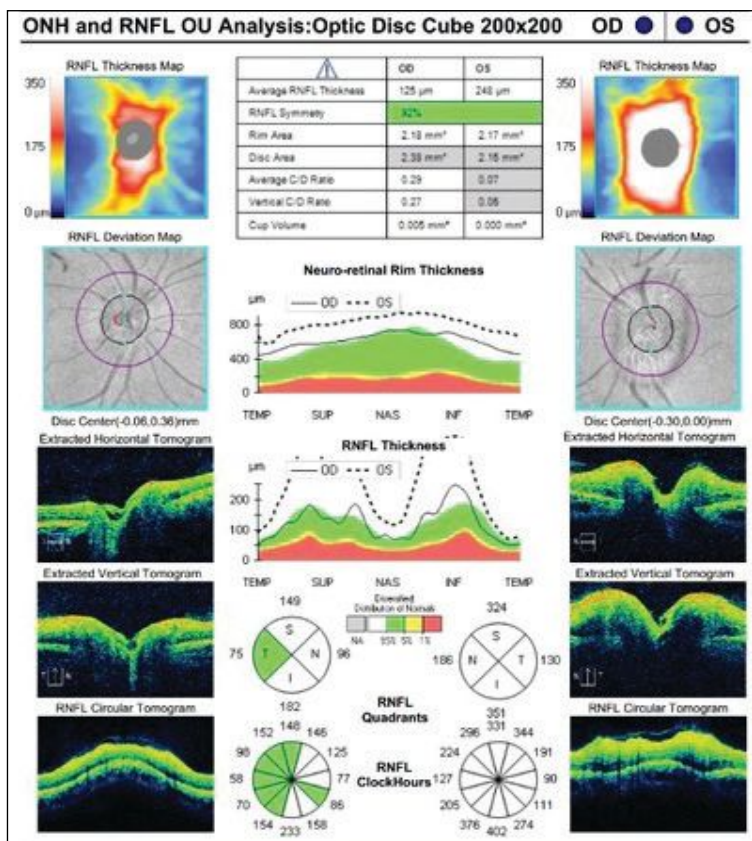 ONH and RNFL OU Analysis:Optic Disc Cube 200x200 OD OS
RNFL Thickness Map
350
175
0 μm
OD OS
Average RNFL Thickness 125 μm 248 μm
RNFL Symmetry 92%
Rim Area 2.18 mm² 2.17 mm²
Disc Area 2.38 mm² 2.18 mm²
Average C/D Ratio 0.29 0.07
Vertical C/D Ratio 0.27 0.06
Cup Volume 0.005 mm³ 0.000 mm³
RNFL Thickness Map
350
175
0 μm
RNFL Deviation Map
Disc Center(-0.06,0.36)mm
Neuro-retinal Rim Thickness
μm OD OS
800
400
0
TEMP SUP NAS INF TEMP
RNFL Deviation Map
Disc Center(-0.30,0.00)mm
Extracted Horizontal Tomogram
RNFL Thickness
μm OD OS
200
100
0
TEMP SUP NAS INF TEMP
Extracted Horizontal Tomogram
Extracted Vertical Tomogram
Diversified
Distribution of Normals
NA 95% 5% 1%
149
S
75 T N 96
I
182
324
S
186 N T 130
I
351
RNFL
Quadrants
Extracted Vertical Tomogram
RNFL Circular Tomogram
148
152 146
98 125
58 77
70 86
154 158
233
RNFL
ClockHours
331
296 344
224 191
127 90
205 111
376 274
402
RNFL Circular Tomogram